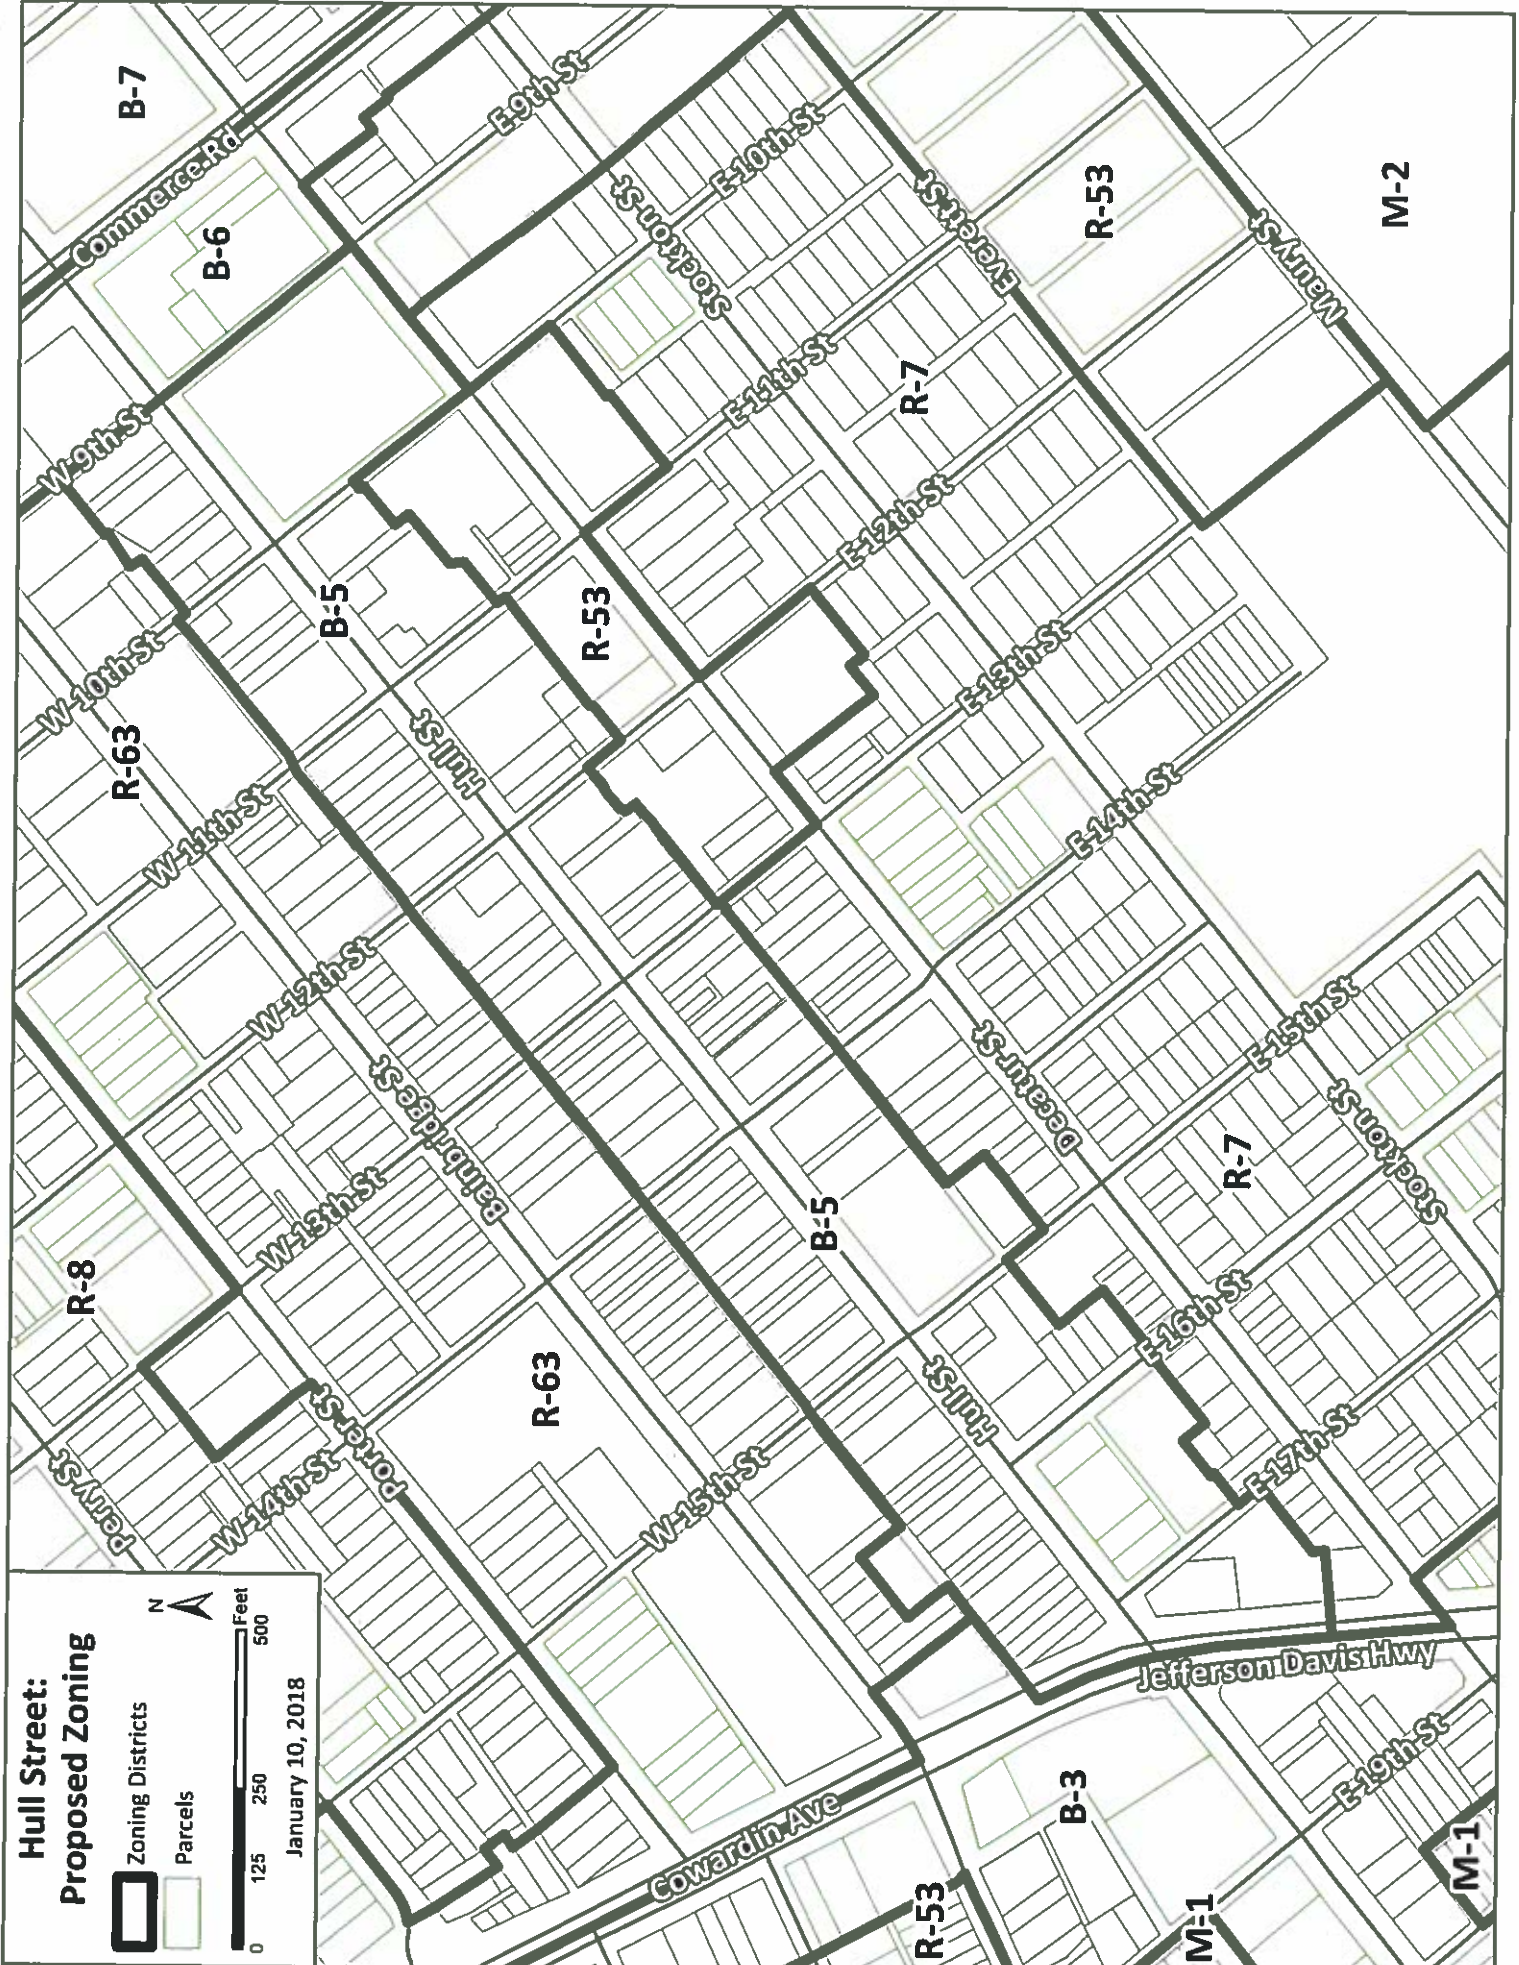 Hull Street:
Proposed Zoning
Zoning Districts
Parcels
N
0 125 250 500
Feet
January 10, 2018
B-7
Commerce Rd
B-6
E 9th St
W 9th St
E 10th St
Stockton St
Everett St
R-53
M-2
Maury St
W 10th St
B-5
E 11th St
R-7
R-63
Hull St
R-53
E 12th St
W 11th St
E 13th St
W 12th St
E 14th St
Bainbridge St
Decatur St
E 15th St
W 13th St
R-8
B-5
R-7
Stockton St
R-63
Hull St
E 16th St
Perry St
W 14th St
Porter St
W 15th St
E 17th St
Jefferson Davis Hwy
Cowardin Ave
B-3
E 19th St
R-53
M-1
M-1